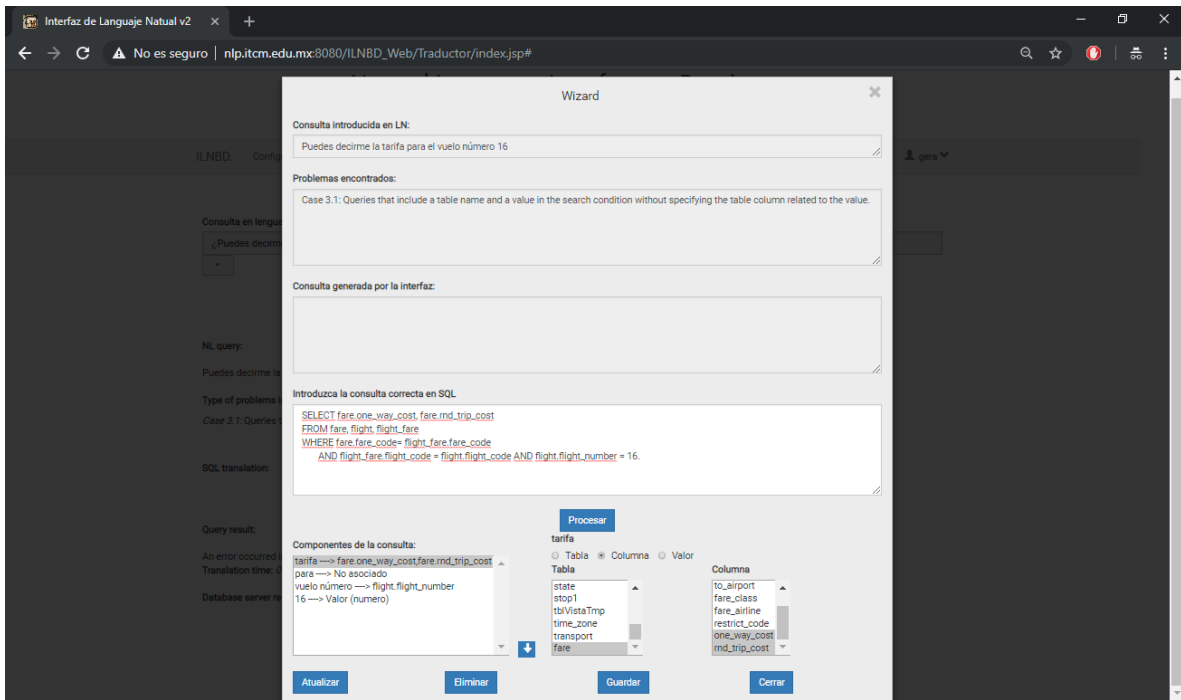 Interfaz de Lenguaje Natual v2
No es seguro | nlp.itcm.edu.mx:8080/ILNBD_Web/Traductor/index.jsp#
Wizard
Consulta introducida en LN:
Puedes decirme la tarifa para el vuelo número 16
ILNBD.
Config
gera
Problemas encontrados:
Case 3.1: Queries that include a table name and a value in the search condition without specifying the table column related to the value.
Consulta en lengua
¿Puedes decirm
Consulta generada por la interfaz:
NL query:
Puedes decirme la
Type of problems i
Case 3.1: Queries t
Introduzca la consulta correcta en SQL
SELECT fare.one_way_cost, fare.rnd_trip_cost
FROM fare, flight, flight_fare
WHERE fare.fare_code= flight_fare.fare_code
AND flight_fare.flight_code = flight.flight_code AND flight.flight_number = 16.
SQL translation:
Procesar
Query result:
An error occurred i
Translation time: 0
Database server re
Componentes de la consulta:
tarifa ----> fare.one_way_cost,fare.rnd_trip_cost
para ----> No asociado
vuelo número ----> flight.flight_number
16 ----> Valor (numero)
tarifa
Tabla Columna Valor
Tabla
state
stop1
tblVistaTmp
time_zone
transport
fare
Columna
to_airport
fare_class
fare_airline
restrict_code
one_way_cost
rnd_trip_cost
Atualizar
Eliminar
Guardar
Cerrar